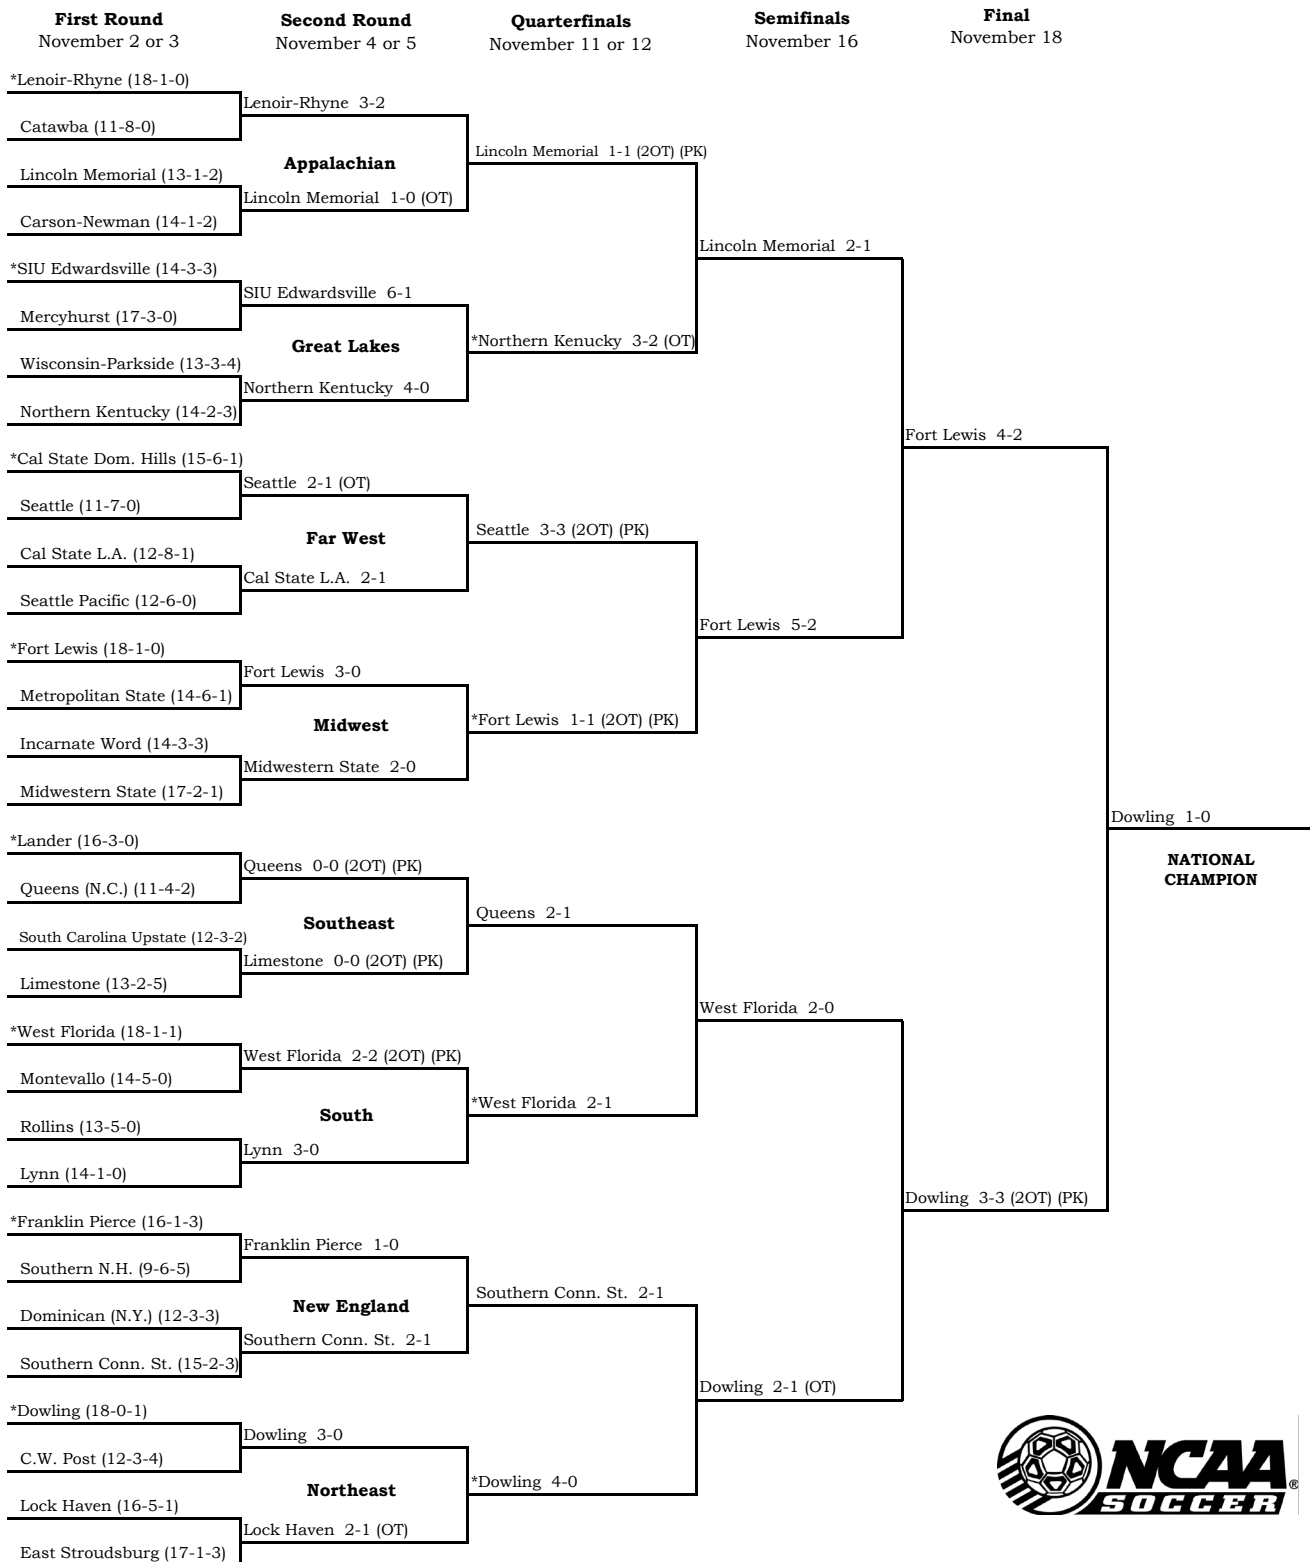 First Round
November 2 or 3
Second Round
November 4 or 5
Quarterfinals
November 11 or 12
Semifinals
November 16
Final
November 18
*Lenoir-Rhyne (18-1-0)
Lenoir-Rhyne 3-2
Catawba (11-8-0)
Lincoln Memorial 1-1 (2OT) (PK)
Appalachian
Lincoln Memorial (13-1-2)
Lincoln Memorial 1-0 (OT)
Carson-Newman (14-1-2)
Lincoln Memorial 2-1
*SIU Edwardsville (14-3-3)
SIU Edwardsville 6-1
Mercyhurst (17-3-0)
Great Lakes
*Northern Kenucky 3-2 (OT)
Wisconsin-Parkside (13-3-4)
Northern Kentucky 4-0
Northern Kentucky (14-2-3)
Fort Lewis 4-2
*Cal State Dom. Hills (15-6-1)
Seattle 2-1 (OT)
Seattle (11-7-0)
Far West
Seattle 3-3 (2OT) (PK)
Cal State L.A. (12-8-1)
Cal State L.A. 2-1
Seattle Pacific (12-6-0)
Fort Lewis 5-2
*Fort Lewis (18-1-0)
Fort Lewis 3-0
Metropolitan State (14-6-1)
Midwest
*Fort Lewis 1-1 (2OT) (PK)
Incarnate Word (14-3-3)
Midwestern State 2-0
Midwestern State (17-2-1)
Dowling 1-0
NATIONAL
CHAMPION
*Lander (16-3-0)
Queens 0-0 (2OT) (PK)
Queens (N.C.) (11-4-2)
Southeast
Queens 2-1
South Carolina Upstate (12-3-2)
Limestone 0-0 (2OT) (PK)
Limestone (13-2-5)
West Florida 2-0
*West Florida (18-1-1)
West Florida 2-2 (2OT) (PK)
Montevallo (14-5-0)
South
*West Florida 2-1
Rollins (13-5-0)
Lynn 3-0
Lynn (14-1-0)
Dowling 3-3 (2OT) (PK)
*Franklin Pierce (16-1-3)
Franklin Pierce 1-0
Southern N.H. (9-6-5)
New England
Southern Conn. St. 2-1
Dominican (N.Y.) (12-3-3)
Southern Conn. St. 2-1
Southern Conn. St. (15-2-3)
Dowling 2-1 (OT)
*Dowling (18-0-1)
Dowling 3-0
C.W. Post (12-3-4)
Northeast
*Dowling 4-0
Lock Haven (16-5-1)
Lock Haven 2-1 (OT)
East Stroudsburg (17-1-3)
NCAA®
SOCCER